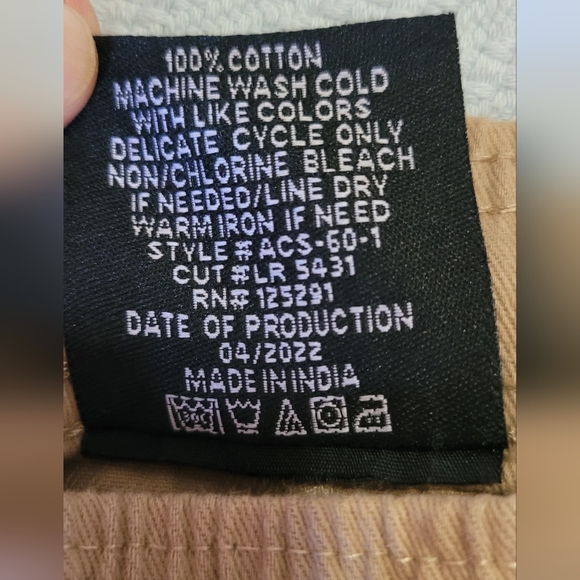 100% COTTON
MACHINE WASH COLD
WITH LIKE COLORS
DELICATE CYCLE ONLY
NON/CHLORINE BLEACH
IF NEEDED/LINE DRY
WARM IRON IF NEED
STYLE # ACS-60-1
CUT # LR 5431
RN# 125291
DATE OF PRODUCTION
04/2022
MADE IN INDIA